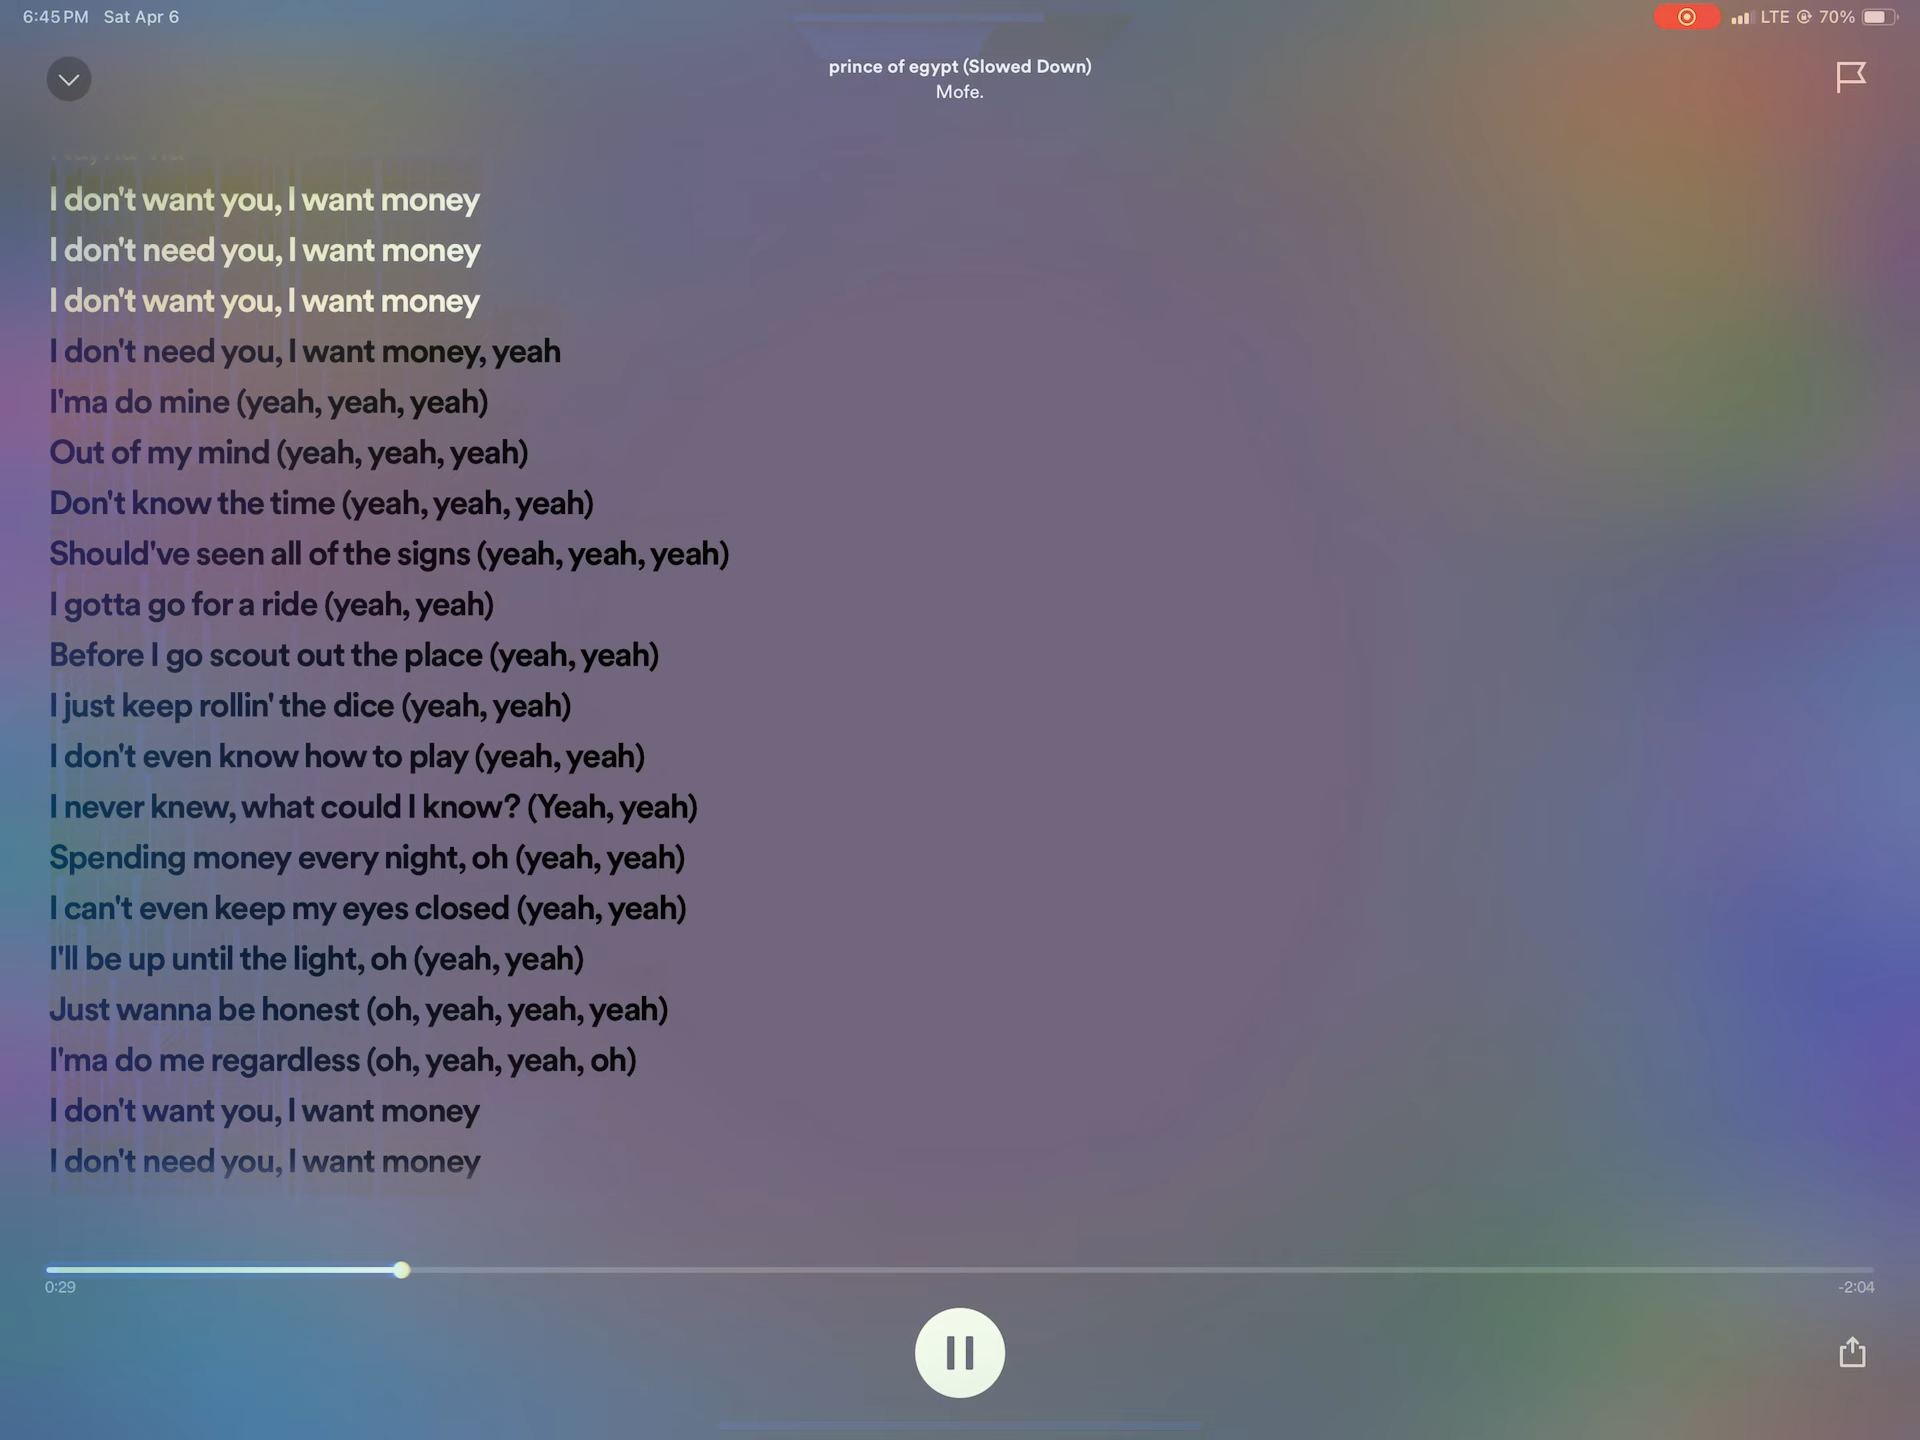 6:45 PM Sat Apr 6
LTE 70%
prince of egypt (Slowed Down)
Mofe.
I don't want you, I want money
I don't need you, I want money
I don't want you, I want money
I don't need you, I want money, yeah
I'ma do mine (yeah, yeah, yeah)
Out of my mind (yeah, yeah, yeah)
Don't know the time (yeah, yeah, yeah)
Should've seen all of the signs (yeah, yeah, yeah)
I gotta go for a ride (yeah, yeah)
Before I go scout out the place (yeah, yeah)
I just keep rollin' the dice (yeah, yeah)
I don't even know how to play (yeah, yeah)
I never knew, what could I know? (Yeah, yeah)
Spending money every night, oh (yeah, yeah)
I can't even keep my eyes closed (yeah, yeah)
I'll be up until the light, oh (yeah, yeah)
Just wanna be honest (oh, yeah, yeah, yeah)
I'ma do me regardless (oh, yeah, yeah, oh)
I don't want you, I want money
I don't need you, I want money
0:29
-2:04